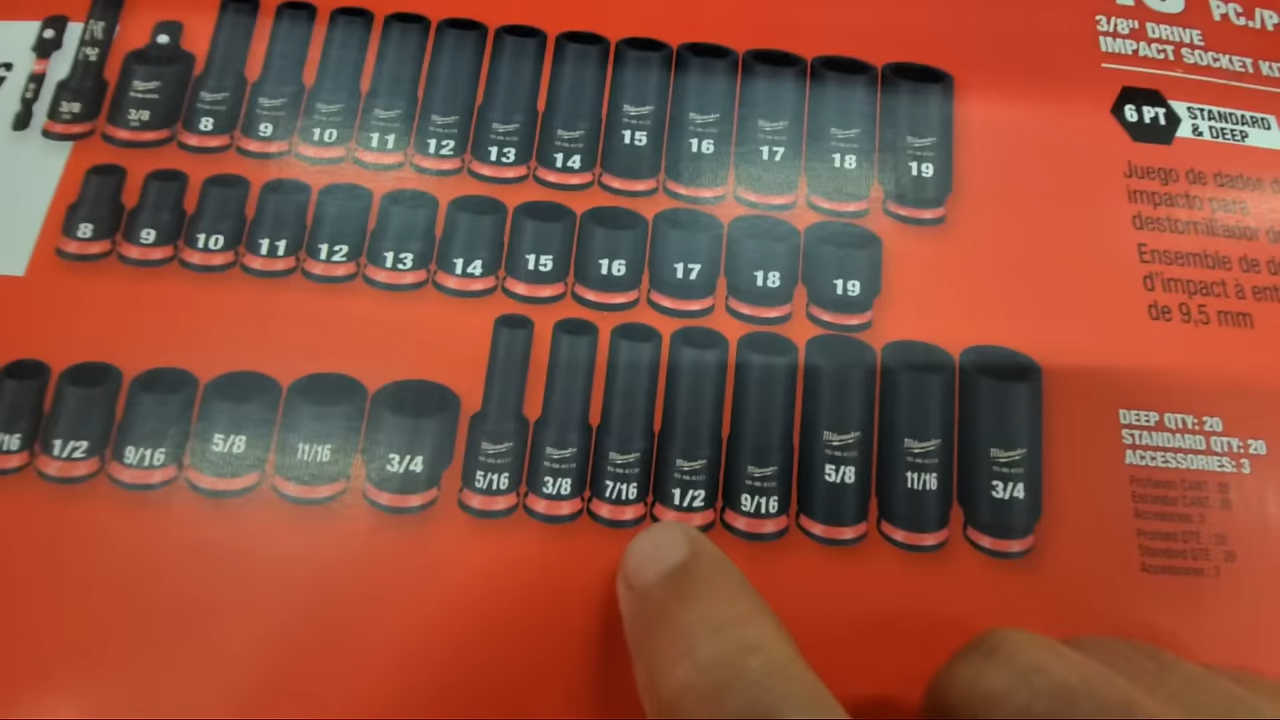 PC./P
3/8" DRIVE
IMPACT SOCKET KI
6 PT STANDARD & DEEP
Juego de dados d
impacto para
destornillador d
Ensemble de do
d'impact à ent
de 9,5 mm
DEEP QTY: 20
STANDARD QTY: 20
ACCESSORIES: 3
3/8 3/8 8 9 10 11 12 13 14 15 16 17 18 19
8 9 10 11 12 13 14 15 16 17 18 19
/16 1/2 9/16 5/8 11/16 3/4
5/16 3/8 7/16 1/2 9/16 5/8 11/16 3/4
Milwaukee